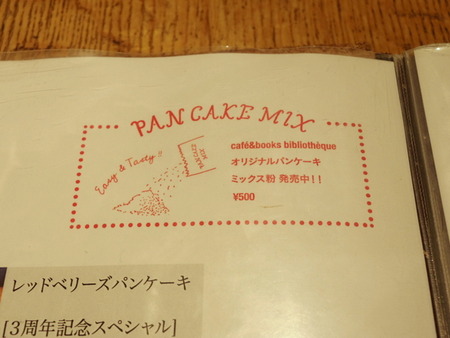 PAN CAKE MIX
Easy & Tasty!!
PANCAKE MIX
café&books bibliothèque
オリジナルパンケーキ
ミックス粉 発売中!!
¥500
レッドベリーズパンケーキ
[3周年記念スペシャル]